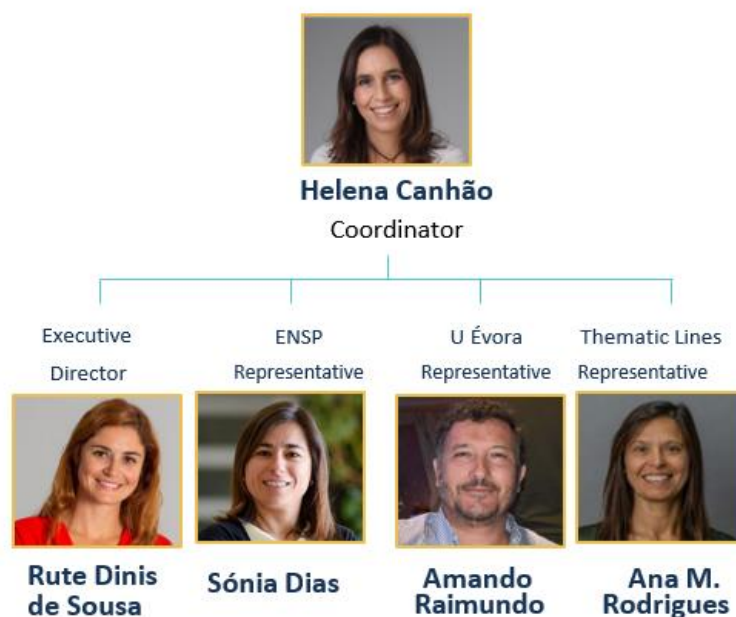 Helena Canhão
Coordinator
Executive
Director
ENSP
Representative
U Évora
Representative
Thematic Lines
Representative
Rute Dinis
de Sousa
Sónia Dias
Amando
Raimundo
Ana M.
Rodrigues